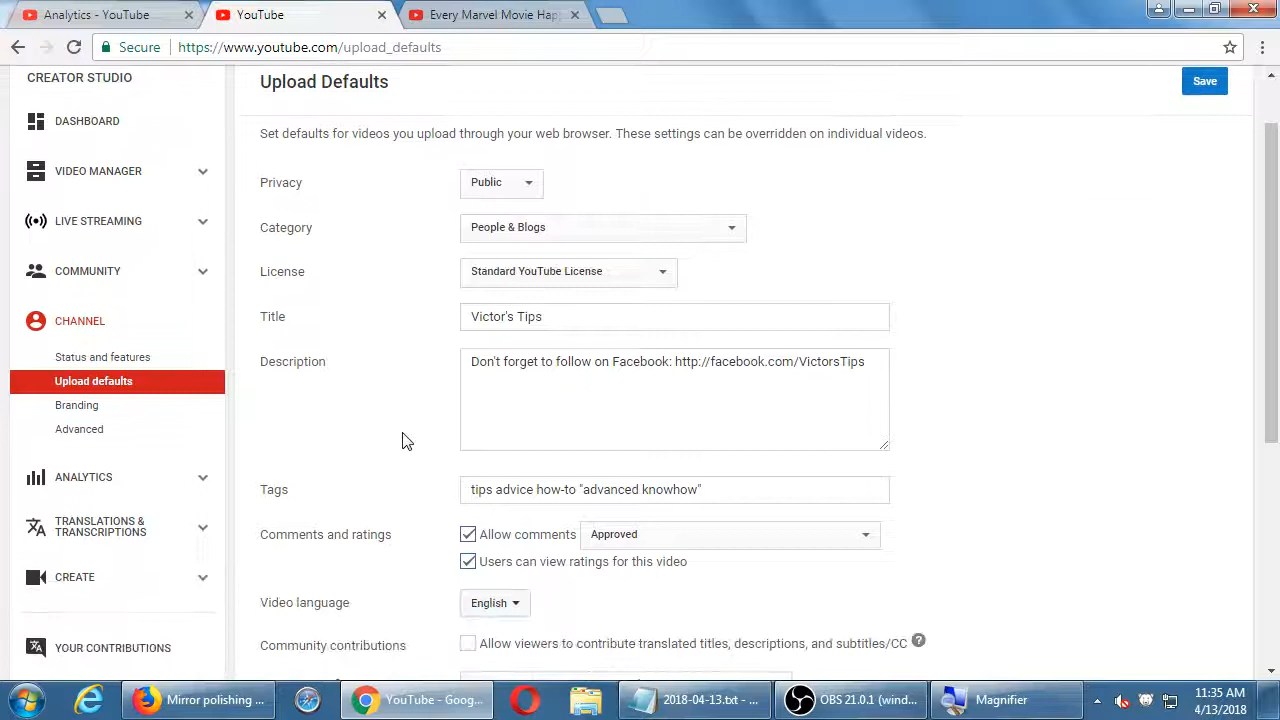 Analytics - YouTube
YouTube
Every Marvel Movie Hap
Secure https://www.youtube.com/upload_defaults
CREATOR STUDIO
DASHBOARD
VIDEO MANAGER
LIVE STREAMING
COMMUNITY
CHANNEL
Status and features
Upload defaults
Branding
Advanced
ANALYTICS
TRANSLATIONS &
TRANSCRIPTIONS
CREATE
YOUR CONTRIBUTIONS
Upload Defaults
Save
Set defaults for videos you upload through your web browser. These settings can be overridden on individual videos.
Privacy Public
Category People & Blogs
License Standard YouTube License
Title Victor's Tips
Description Don't forget to follow on Facebook: http://facebook.com/VictorsTips
Tags tips advice how-to "advanced knowhow"
Comments and ratings Allow comments Approved
Users can view ratings for this video
Video language English
Community contributions Allow viewers to contribute translated titles, descriptions, and subtitles/CC ?
Mirror polishing ...
YouTube - Goog...
2018-04-13.txt - ...
OBS 21.0.1 (wind...
Magnifier
11:35 AM
4/13/2018